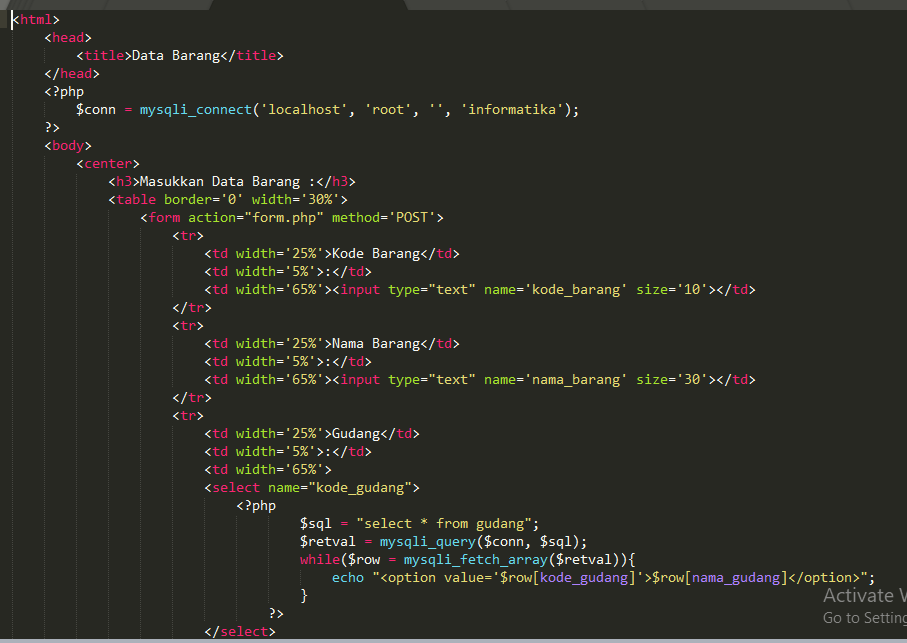 <html>
<head>
<title>Data Barang</title>
</head>
<?php
$conn = mysqli_connect('localhost', 'root', '', 'informatika');
?>
<body>
<center>
<h3>Masukkan Data Barang :</h3>
<table border='0' width='30%'>
<form action="form.php" method='POST'>
<tr>
<td width='25%'>Kode Barang</td>
<td width='5%'>:</td>
<td width='65%'><input type="text" name='kode_barang' size='10'></td>
</tr>
<tr>
<td width='25%'>Nama Barang</td>
<td width='5%'>:</td>
<td width='65%'><input type="text" name='nama_barang' size='30'></td>
</tr>
<tr>
<td width='25%'>Gudang</td>
<td width='5%'>:</td>
<td width='65%'>
<select name="kode_gudang">
<?php
$sql = "select * from gudang";
$retval = mysqli_query($conn, $sql);
while($row = mysqli_fetch_array($retval)){
echo "<option value='$row[kode_gudang]'>$row[nama_gudang]</option>";
}
?>
</select>
Activate
Go to Setting